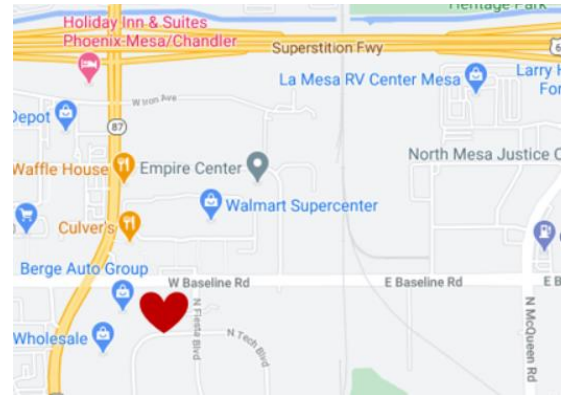 Heritage Park
Holiday Inn & Suites
Phoenix-Mesa/Chandler
Superstition Fwy
6
La Mesa RV Center Mesa
Larry H
For
W Iron Ave
Depot
87
Waffle House
Empire Center
North Mesa Justice C
Walmart Supercenter
Culver's
Berge Auto Group
W Baseline Rd
E Baseline Rd
E B
N Fiesta Blvd
N Tech Blvd
N McQueen Rd
Wholesale